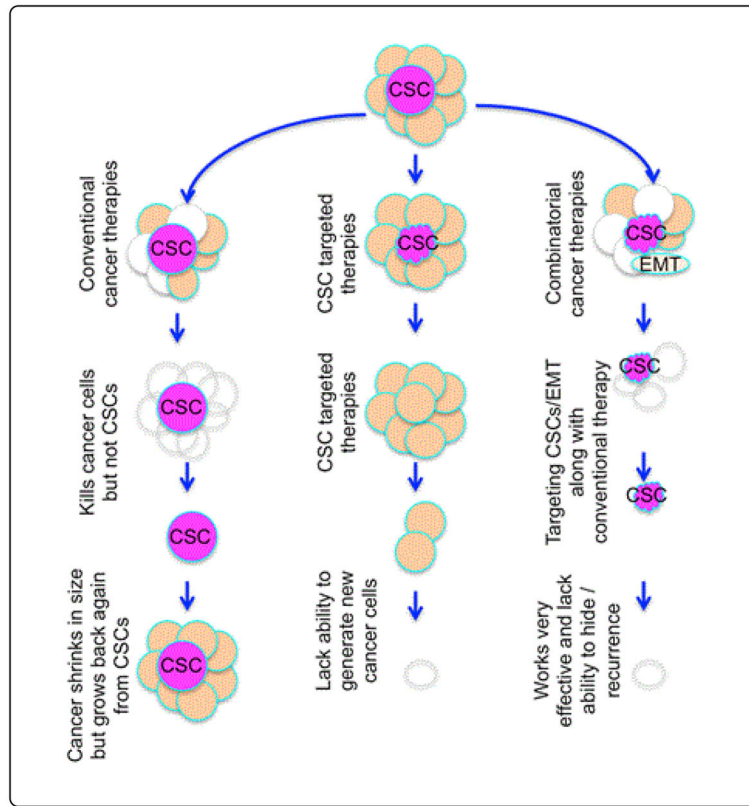 CSC
Conventional
cancer therapies
CSC
CSC targeted
therapies
CSC
Combinatorial
cancer therapies
CSC
EMT
Kills cancer cells
but not CSCs
CSC
CSC targeted
therapies
Targeting CSCs/EMT
along with
conventional therapy
CSC
CSC
CSC
Cancer shrinks in size
but grows back again
from CSCs
CSC
Lack ability to
generate new
cancer cells
Works very
effective and lack
ability to hide /
recurrence